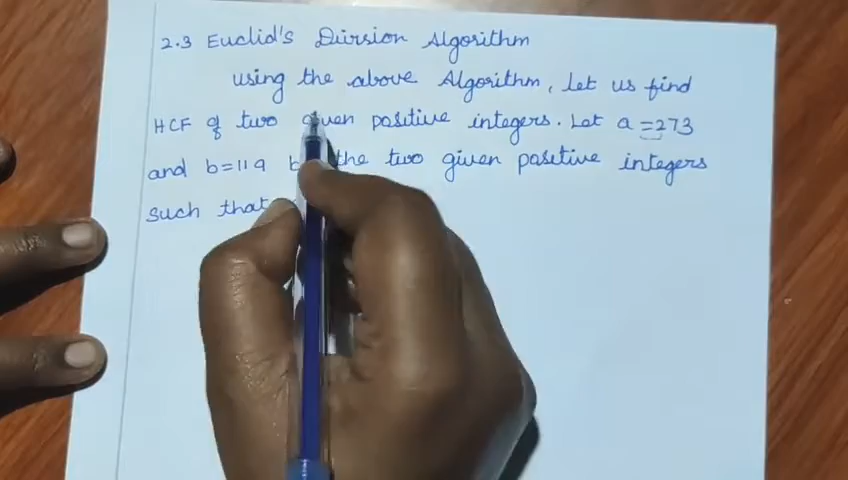 2.3 Euclid's Division Algorithm
using the above Algorithm, let us find
HCF of two given positive integers. Let a = 273
and b=119 the two given positive integers
such that